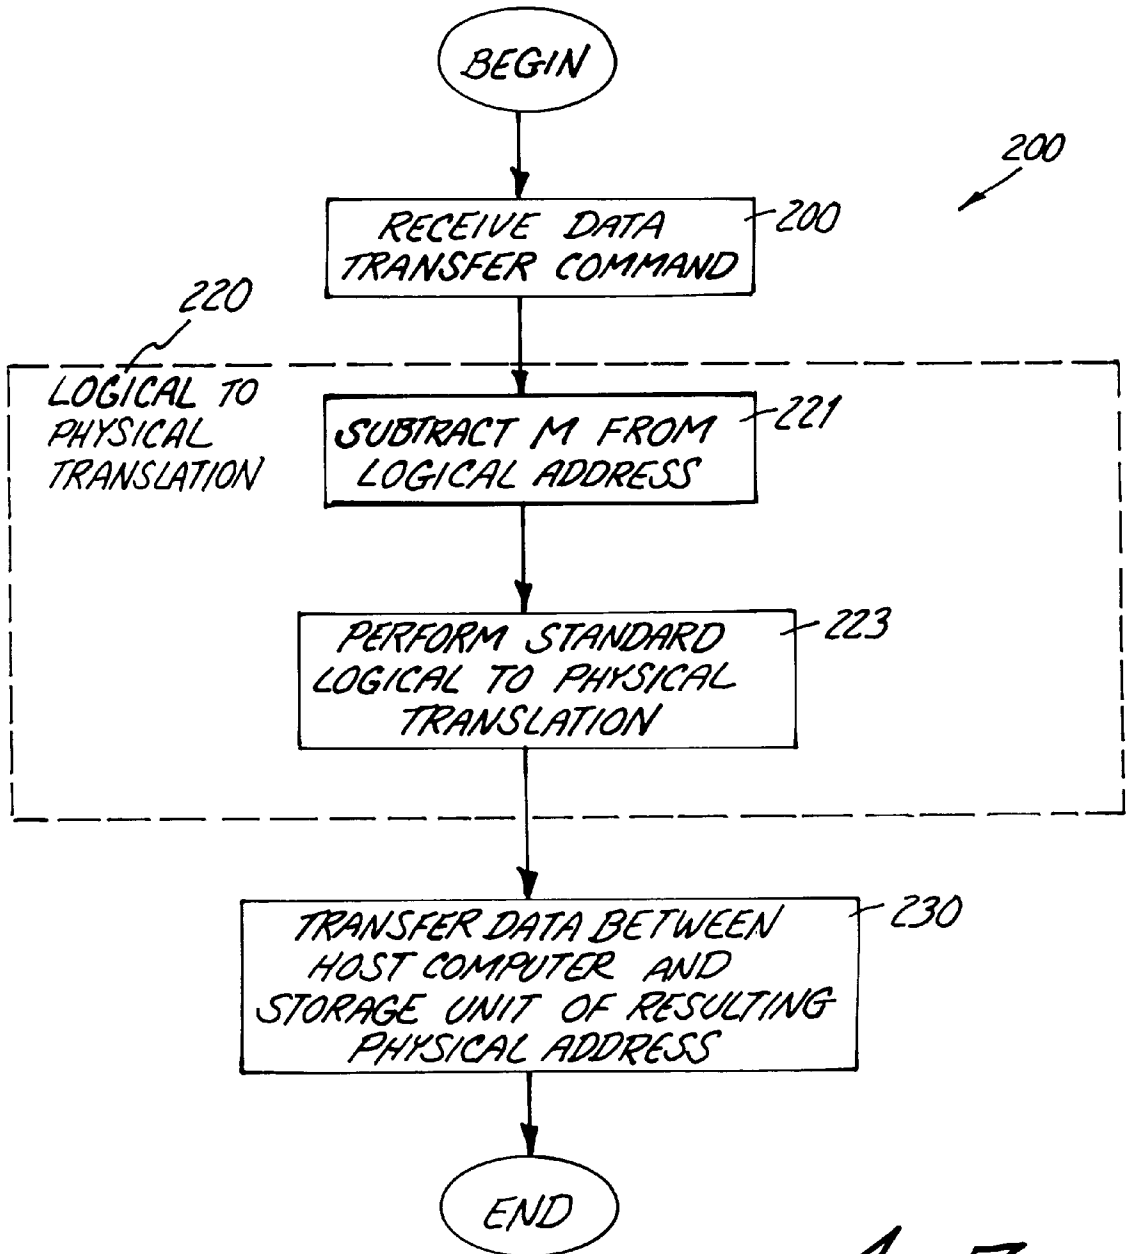 BEGIN
200
RECEIVE DATA
TRANSFER COMMAND
200
220
LOGICAL TO
PHYSICAL
TRANSLATION
SUBTRACT M FROM
LOGICAL ADDRESS
221
PERFORM STANDARD
LOGICAL TO PHYSICAL
TRANSLATION
223
TRANSFER DATA BETWEEN
HOST COMPUTER AND
STORAGE UNIT OF RESULTING
PHYSICAL ADDRESS
230
END